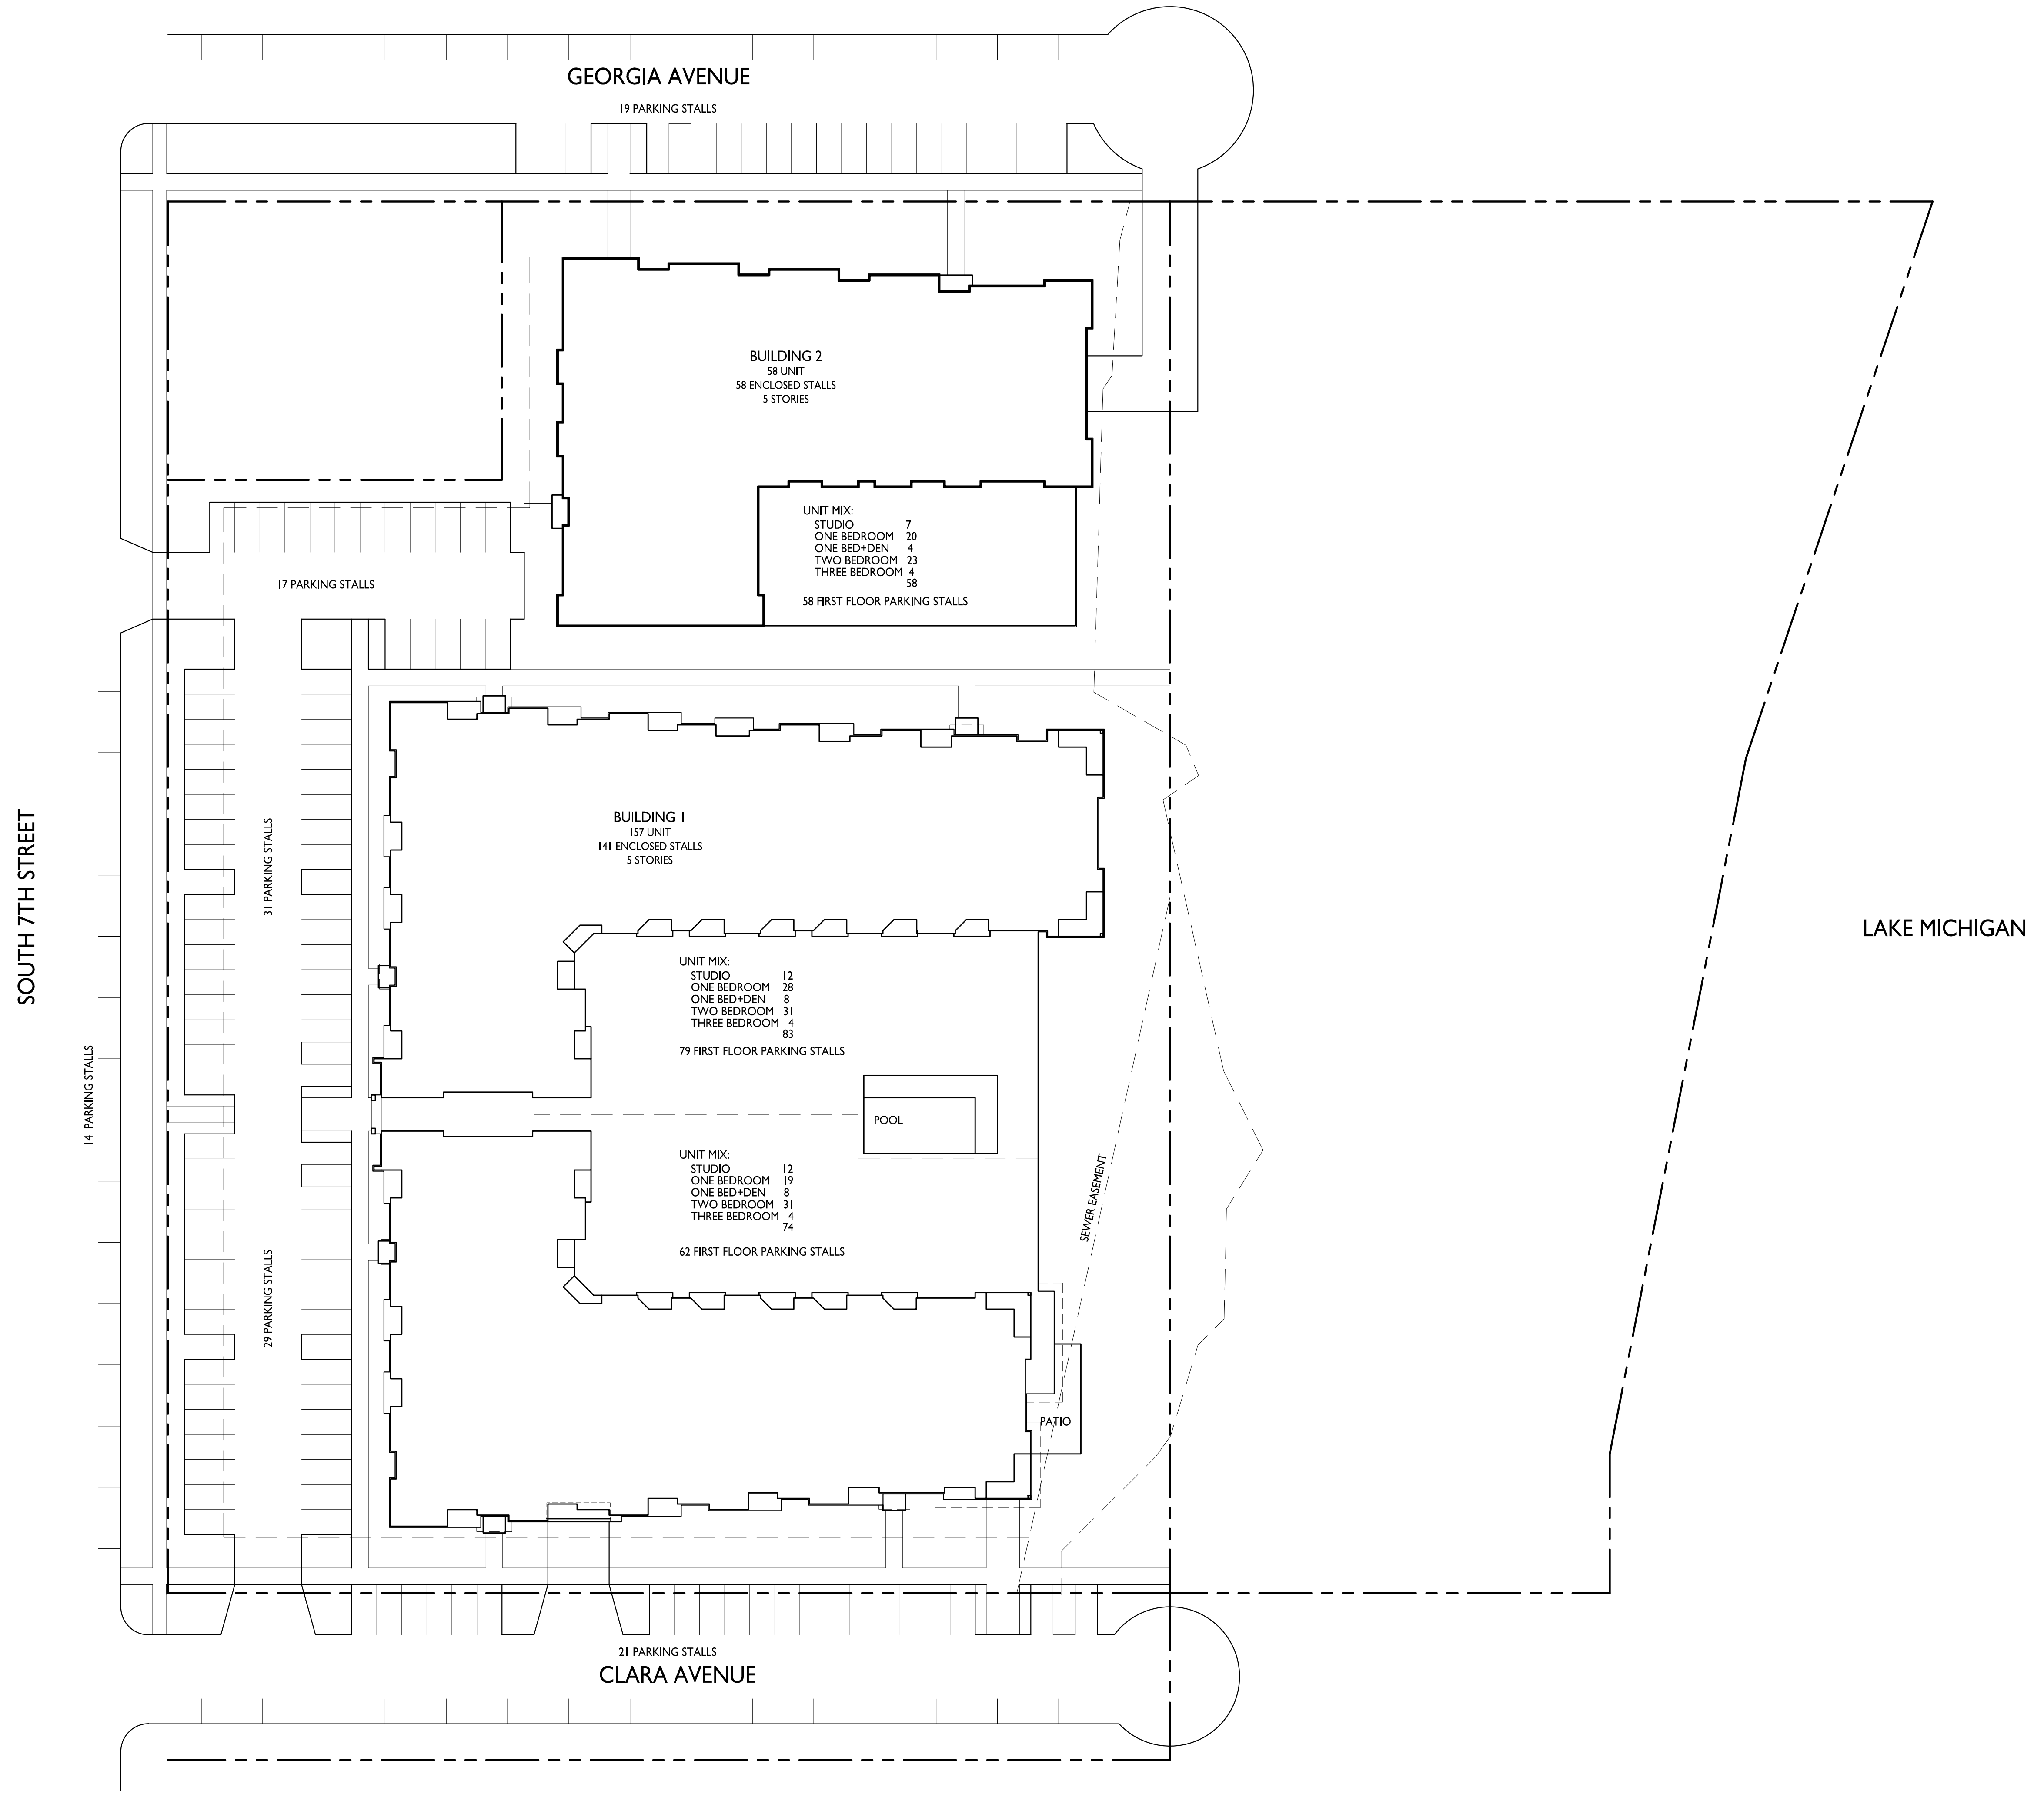 GEORGIA AVENUE
19 PARKING STALLS
BUILDING 2
58 UNIT
58 ENCLOSED STALLS
5 STORIES
UNIT MIX:
STUDIO 7
ONE BEDROOM 20
ONE BED+DEN 4
TWO BEDROOM 23
THREE BEDROOM 4
58
58 FIRST FLOOR PARKING STALLS
17 PARKING STALLS
SOUTH 7TH STREET
14 PARKING STALLS
31 PARKING STALLS
29 PARKING STALLS
BUILDING 1
157 UNIT
141 ENCLOSED STALLS
5 STORIES
UNIT MIX:
STUDIO 12
ONE BEDROOM 28
ONE BED+DEN 8
TWO BEDROOM 31
THREE BEDROOM 4
83
79 FIRST FLOOR PARKING STALLS
POOL
UNIT MIX:
STUDIO 12
ONE BEDROOM 19
ONE BED+DEN 8
TWO BEDROOM 31
THREE BEDROOM 4
74
62 FIRST FLOOR PARKING STALLS
SEWER EASEMENT
PATIO
LAKE MICHIGAN
21 PARKING STALLS
CLARA AVENUE